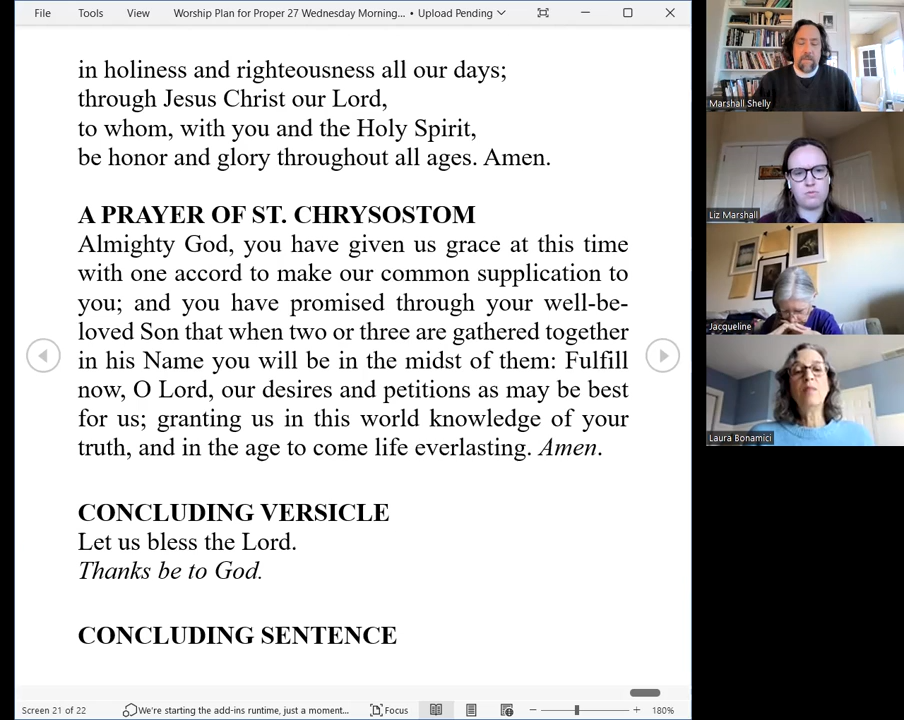 File Tools Worship Plan for Proper 27 Wednesday Morning... • Upload Pending
in holiness and righteousness all our days;
through Jesus Christ our Lord,
to whom, with you and the Holy Spirit,
be honor and glory throughout all ages. Amen.
A PRAYER OF ST. CHRYSOSTOM
Almighty God, you have given us grace at this time
with one accord to make our common supplication to
you; and you have promised through your well-be-
loved Son that when two or three are gathered together
in his Name you will be in the midst of them: Fulfill
now, O Lord, our desires and petitions as may be best
for us; granting us in this world knowledge of your
truth, and in the age to come life everlasting. Amen.
CONCLUDING VERSICLE
Let us bless the Lord.
Thanks be to God.
CONCLUDING SENTENCE
Screen 21 of 22 We're starting the add-ins runtime, just a moment... Focus 180%
Marshall Shelly
Liz Marshall
Jacqueline
Laura Bonamici